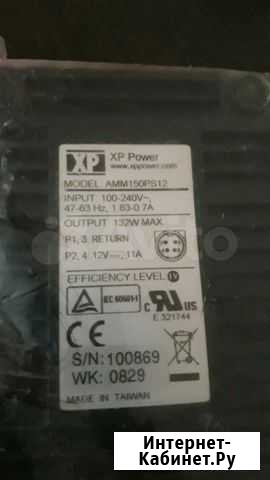 XP XP Power
www.xppower.com
MODEL: AMM150PS12
INPUT: 100-240V~,
47-63 Hz, 1.63-0.7A
OUTPUT: 132W MAX
P1, 3: RETURN
P2, 4: 12V⎓, 11A
EFFICIENCY LEVEL IV
IEC 60601-1
c RU US
E 321744
CE
S/N: 100869
WK: 0829
MADE IN TAIWAN
Avito
Интернет-
Кабинет.Ру